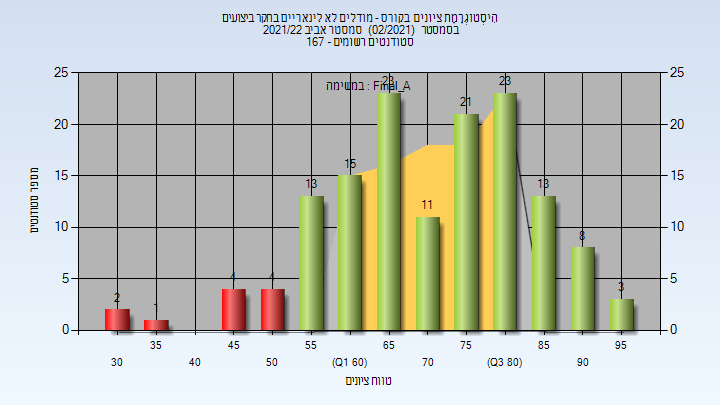 הִיסְטוֹגְרָמַת ציונים בקורס - מודלים לא לינאריים בחקר ביצועים
בסמסטר (02/2021) סמסטר אביב 2021/22
סטודנטים רשומים - 167
במשימה : Final_A
25 25
20 20
15 15
10 10
5 5
0 0
מספר סטודנטים
2 1 4 4 13 15 23 11 21 23 13 8 3
35 45 55 65 75 85 95
30 40 50 (Q1 60) 70 (Q3 80) 90
טווח ציונים